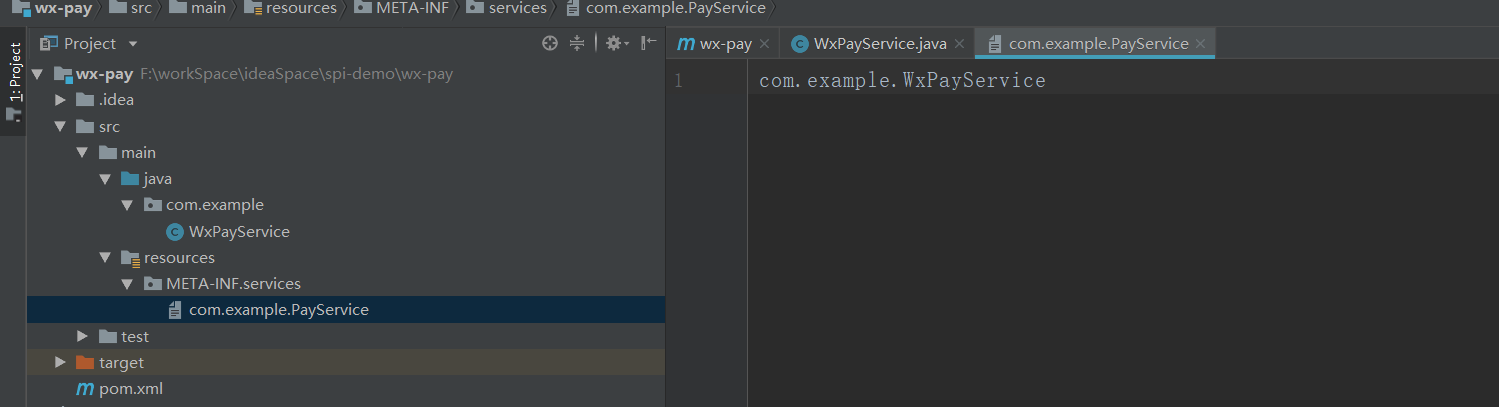 wx-pay src main resources META-INF services com.example.PayService
1: Project
Project
wx-pay F:\workSpace\ideaSpace\spi-demo\wx-pay
.idea
src
main
java
com.example
WxPayService
resources
META-INF.services
com.example.PayService
test
target
pom.xml
wx-pay WxPayService.java com.example.PayService
1 com.example.WxPayService